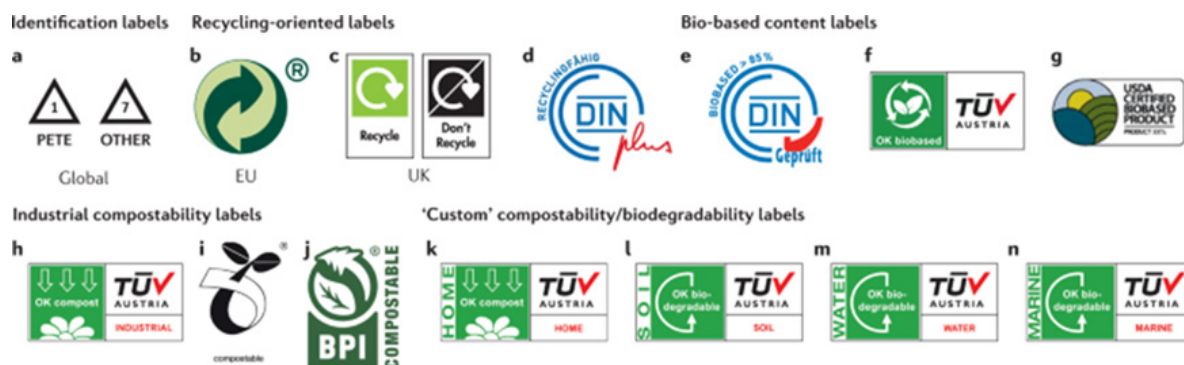 Identification labels
Recycling-oriented labels
Bio-based content labels
a
b
c
d
e
f
g
1
PETE
7
OTHER
Global
®
EU
Recycle
Don't
Recycle
UK
RECYCLINGFÄHIG
DIN
plus
BIOBASED > 85%
DIN
Geprüft
OK biobased
TÜV
AUSTRIA
USDA
CERTIFIED
BIOBASED
PRODUCT
PRODUCT
Industrial compostability labels
'Custom' compostability/biodegradability labels
h
i
j
k
l
m
n
OK compost
TÜV
AUSTRIA
INDUSTRIAL
®
compostable
®
BPI
COMPOSTABLE
HOME
OK compost
TÜV
AUSTRIA
HOME
SOIL
OK bio-
degradable
TÜV
AUSTRIA
SOIL
WATER
OK bio-
degradable
TÜV
AUSTRIA
WATER
MARINE
OK bio-
degradable
TÜV
AUSTRIA
MARINE